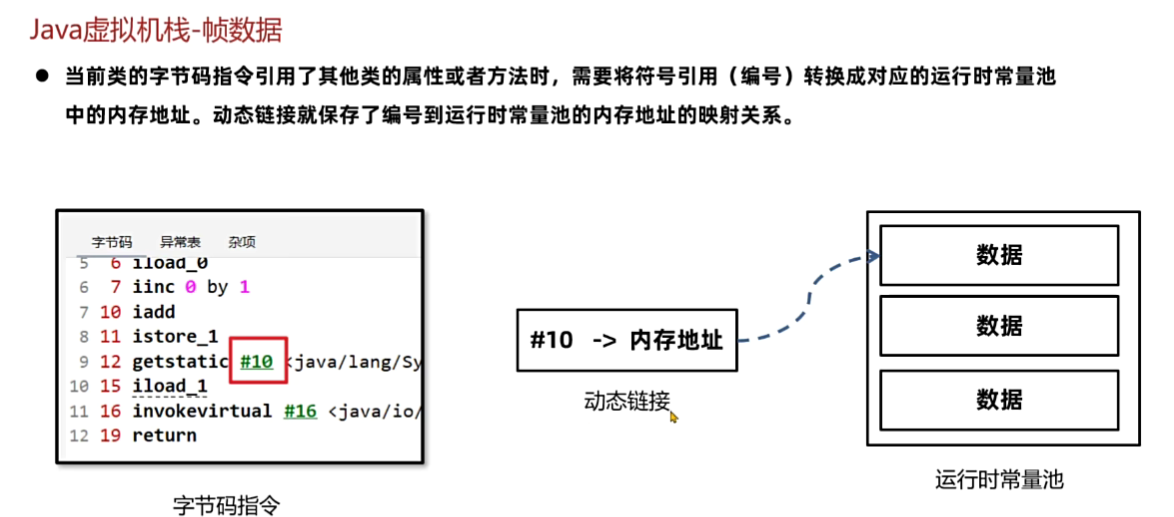 Java虚拟机栈-帧数据
● 当前类的字节码指令引用了其他类的属性或者方法时，需要将符号引用（编号）转换成对应的运行时常量池
中的内存地址。动态链接就保存了编号到运行时常量池的内存地址的映射关系。
字节码 异常表 杂项
5 6 iload_0
6 7 iinc 0 by 1
7 10 iadd
8 11 istore_1
9 12 getstatic #10 <java/lang/Sy
10 15 iload_1
11 16 invokevirtual #16 <java/io/
12 19 return
字节码指令
#10 -> 内存地址
动态链接
数据
数据
数据
运行时常量池